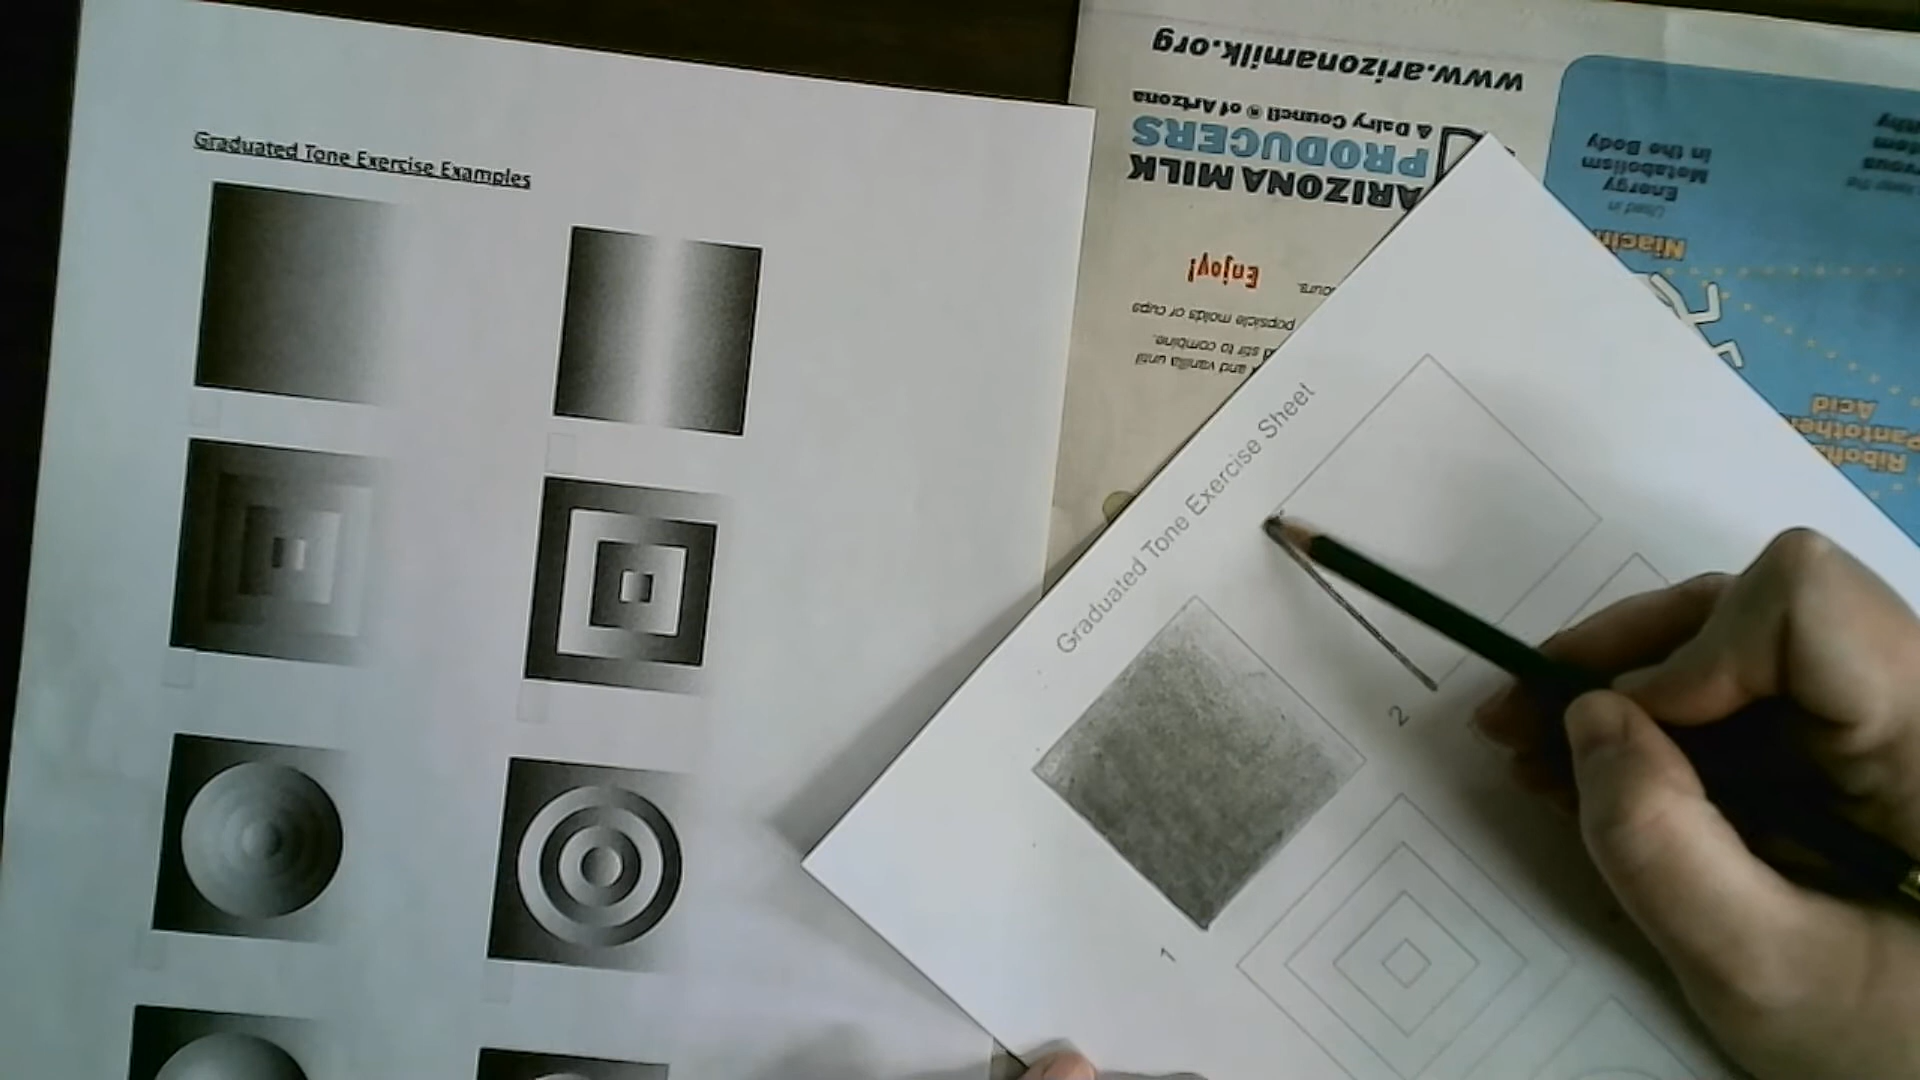 Graduated Tone Exercise Examples
www.arizonamilk.org
& Dairy Council ® of Arizona
PRODUCERS
ARIZONA MILK
Enjoy!
popsicle molds or cups
stir to combine.
and vanilla until
in the Body
Metabolism
Energy
Used in
Niacin
Acid
Graduated Tone Exercise Sheet
1
2